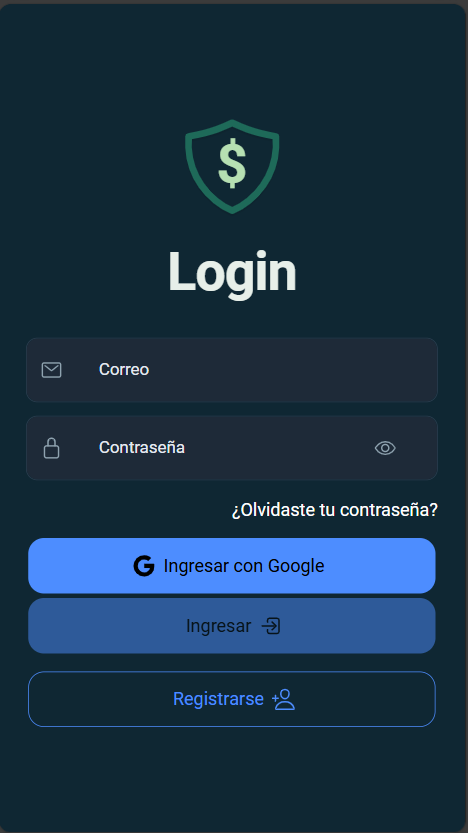 $
Login
Correo
Contraseña
¿Olvidaste tu contraseña?
G Ingresar con Google
Ingresar
Registrarse